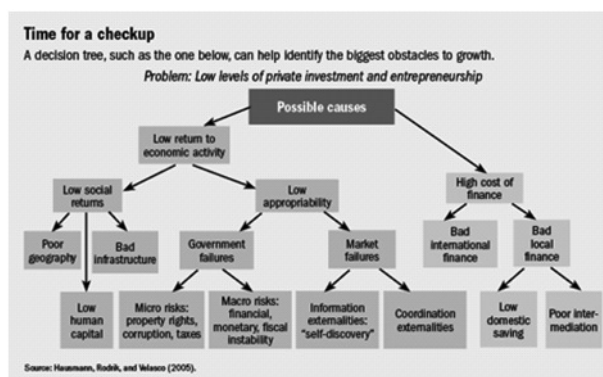 Time for a checkup
A decision tree, such as the one below, can help identify the biggest obstacles to growth.
Problem: Low levels of private investment and entrepreneurship
Possible causes
Low return to
economic activity
High cost of
finance
Low social
returns
Low
appropriability
Bad
international
finance
Bad
local
finance
Poor
geography
Bad
infrastructure
Government
failures
Market
failures
Low
human
capital
Micro risks:
property rights,
corruption, taxes
Macro risks:
financial,
monetary, fiscal
instability
Information
externalities:
"self-discovery"
Coordination
externalities
Low
domestic
saving
Poor inter-
mediation
Source: Hausmann, Rodrik, and Velasco (2005).